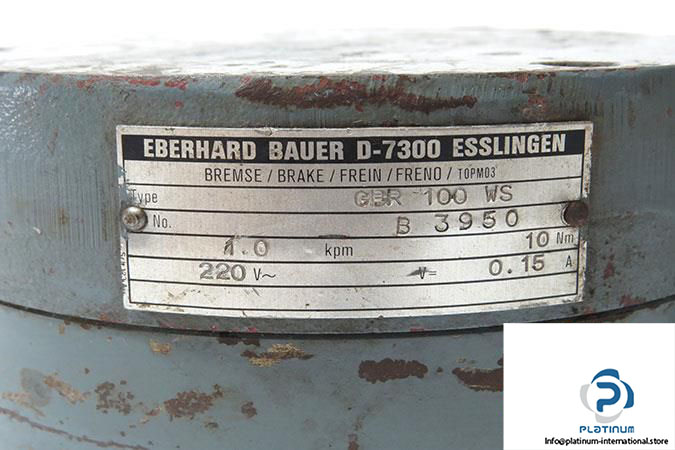 EBERHARD BAUER D-7300 ESSLINGEN
BREMSE/BRAKE/FREIN/FRENO/TOPMO3
Type GBR 100 WS
No. B 3950
1.0 kpm 10 Nm
220 V~ V= 0.15 A
PLATINUM
Info@platinum-international.store